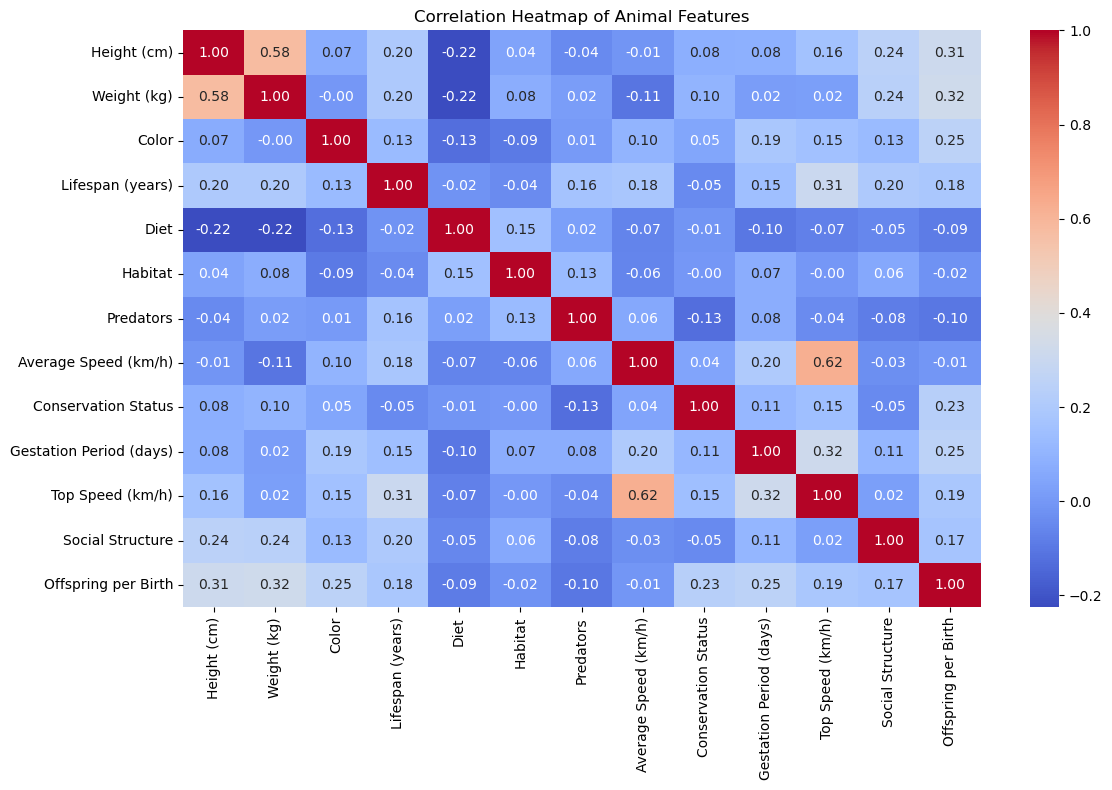 Correlation Heatmap of Animal Features
Height (cm) 1.00 0.58 0.07 0.20 -0.22 0.04 -0.04 -0.01 0.08 0.08 0.16 0.24 0.31
Weight (kg) 0.58 1.00 -0.00 0.20 -0.22 0.08 0.02 -0.11 0.10 0.02 0.02 0.24 0.32
Color 0.07 -0.00 1.00 0.13 -0.13 -0.09 0.01 0.10 0.05 0.19 0.15 0.13 0.25
Lifespan (years) 0.20 0.20 0.13 1.00 -0.02 -0.04 0.16 0.18 -0.05 0.15 0.31 0.20 0.18
Diet -0.22 -0.22 -0.13 -0.02 1.00 0.15 0.02 -0.07 -0.01 -0.10 -0.07 -0.05 -0.09
Habitat 0.04 0.08 -0.09 -0.04 0.15 1.00 0.13 -0.06 -0.00 0.07 -0.00 0.06 -0.02
Predators -0.04 0.02 0.01 0.16 0.02 0.13 1.00 0.06 -0.13 0.08 -0.04 -0.08 -0.10
Average Speed (km/h) -0.01 -0.11 0.10 0.18 -0.07 -0.06 0.06 1.00 0.04 0.20 0.62 -0.03 -0.01
Conservation Status 0.08 0.10 0.05 -0.05 -0.01 -0.00 -0.13 0.04 1.00 0.11 0.15 -0.05 0.23
Gestation Period (days) 0.08 0.02 0.19 0.15 -0.10 0.07 0.08 0.20 0.11 1.00 0.32 0.11 0.25
Top Speed (km/h) 0.16 0.02 0.15 0.31 -0.07 -0.00 -0.04 0.62 0.15 0.32 1.00 0.02 0.19
Social Structure 0.24 0.24 0.13 0.20 -0.05 0.06 -0.08 -0.03 -0.05 0.11 0.02 1.00 0.17
Offspring per Birth 0.31 0.32 0.25 0.18 -0.09 -0.02 -0.10 -0.01 0.23 0.25 0.19 0.17 1.00
Height (cm)
Weight (kg)
Color
Lifespan (years)
Diet
Habitat
Predators
Average Speed (km/h)
Conservation Status
Gestation Period (days)
Top Speed (km/h)
Social Structure
Offspring per Birth
1.0
0.8
0.6
0.4
0.2
0.0
−0.2